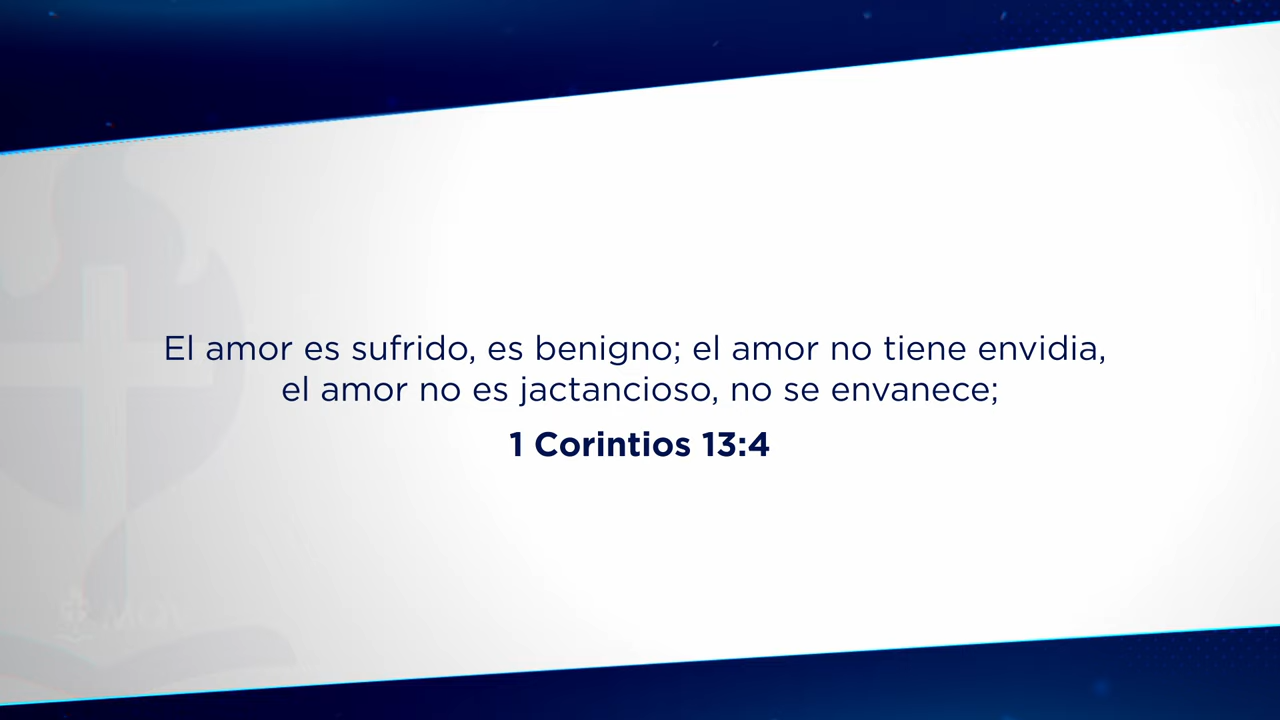 El amor es sufrido, es benigno; el amor no tiene envidia,
el amor no es jactancioso, no se envanece;
1 Corintios 13:4